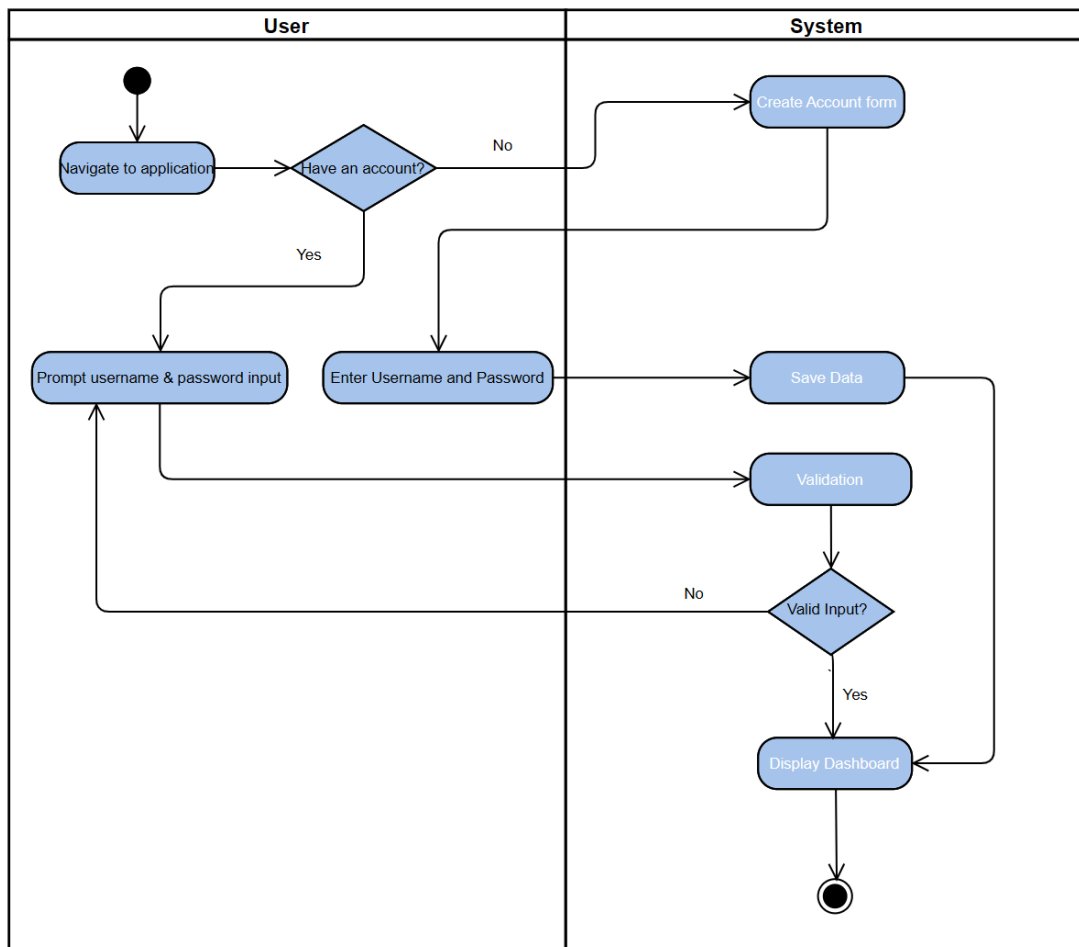 User
System
Create Account form
No
Navigate to application
Have an account?
Yes
Prompt username & password input
Enter Username and Password
Save Data
Validation
No
Valid Input?
Yes
Display Dashboard